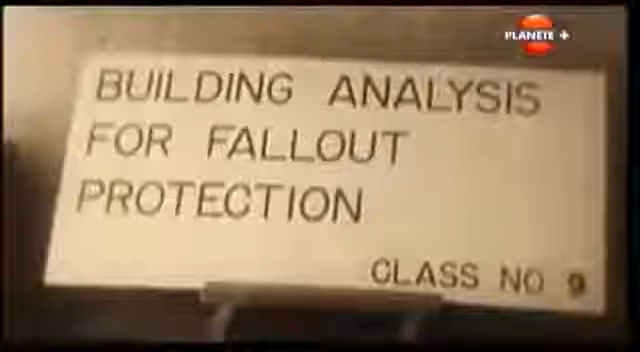 PLANETE +
BUILDING ANALYSIS
FOR FALLOUT
PROTECTION
CLASS NO 9